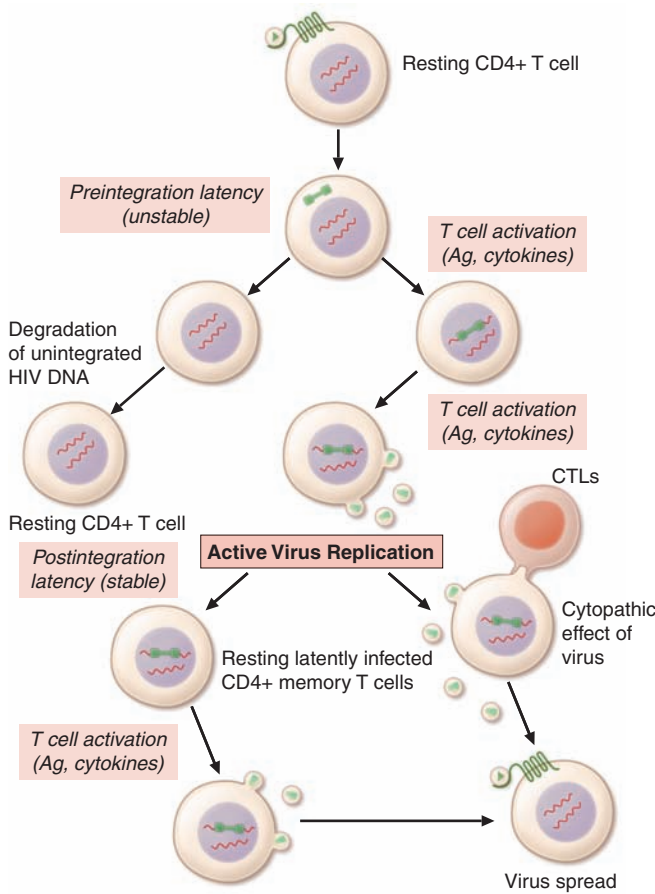 Resting CD4+ T cell
Preintegration latency
(unstable)
T cell activation
(Ag, cytokines)
Degradation
of unintegrated
HIV DNA
T cell activation
(Ag, cytokines)
CTLs
Resting CD4+ T cell
Active Virus Replication
Postintegration
latency (stable)
Cytopathic
effect of
virus
Resting latently infected
CD4+ memory T cells
T cell activation
(Ag, cytokines)
Virus spread